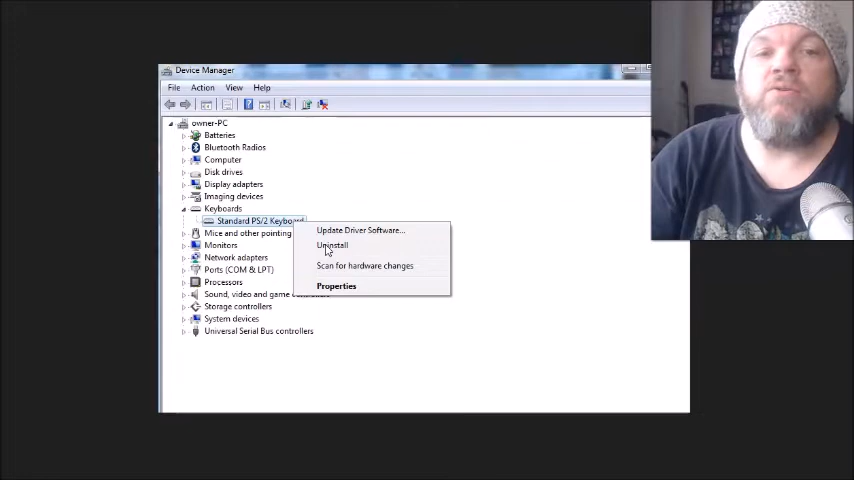 Device Manager
File Action View Help
owner-PC
Batteries
Bluetooth Radios
Computer
Disk drives
Display adapters
Imaging devices
Keyboards
Standard PS/2 Keyboard
Update Driver Software...
Mice and other pointing
Uninstall
Monitors
Network adapters
Scan for hardware changes
Ports (COM & LPT)
Processors
Properties
Sound, video and game
Storage controllers
System devices
Universal Serial Bus controllers